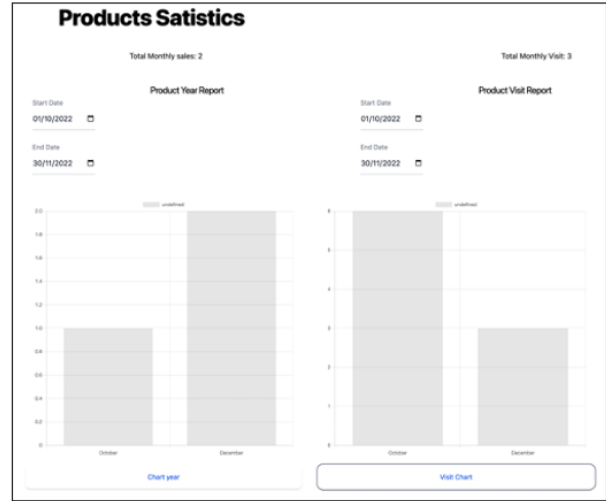 Products Satistics
Total Monthly sales: 2
Total Monthly Visit: 3
Product Year Report
Product Visit Report
Start Date
Start Date
01/10/2022
01/10/2022
End Date
End Date
30/11/2022
30/11/2022
undefined
undefined
2.0
1.8
1.6
1.4
1.2
1.0
0.8
0.6
0.4
0.2
0
October
December
6
5
4
3
2
1
0
October
December
Chart year
Visit Chart